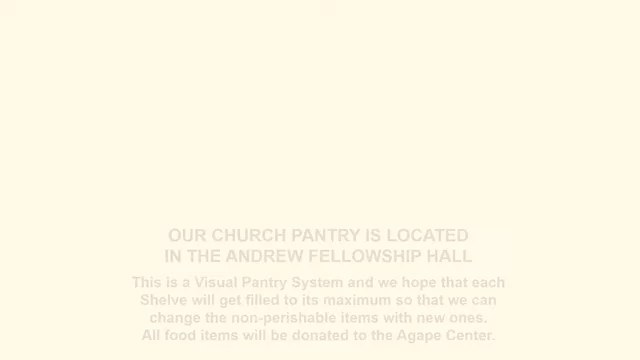 OUR CHURCH PANTRY IS LOCATED
IN THE ANDREW FELLOWSHIP HALL
This is a Visual Pantry System and we hope that each
Shelve will get filled to its maximum so that we can
change the non-perishable items with new ones.
All food items will be donated to the Agape Center.